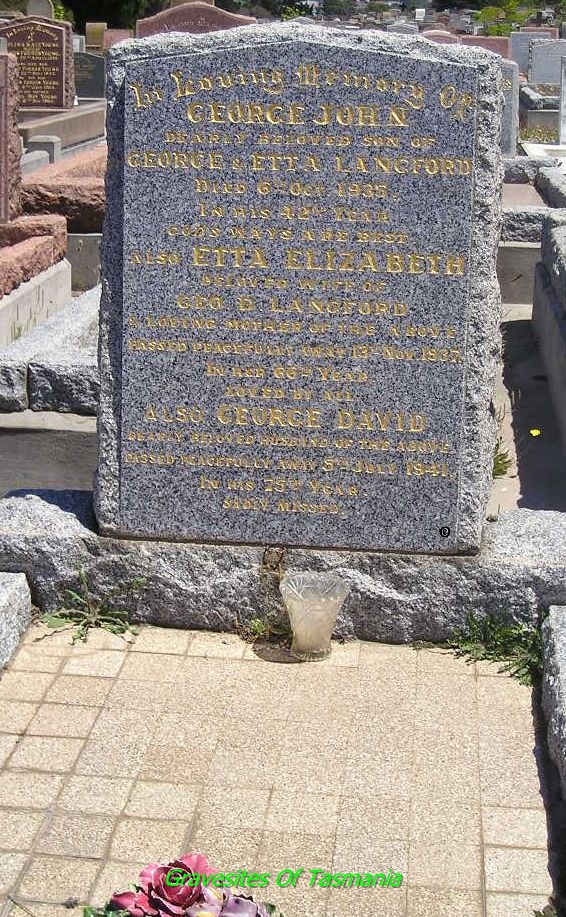 In Loving Memory Of
GEORGE JOHN
DEARLY BELOVED SON OF
GEORGE & ETTA LANGFORD
DIED 6TH OCT 1935,
IN HIS 42ND YEAR.
GODS WAYS ARE BEST.
ALSO ETTA ELIZABETH
BELOVED WIFE OF
GEO D. LANGFORD
& LOVING MOTHER OF THE ABOVE
PASSED PEACEFULLY AWAY 13TH NOV. 1937.
IN HER 66TH YEAR.
LOVED BY ALL
ALSO GEORGE DAVID
DEARLY BELOVED HUSBAND OF THE ABOVE
PASSED PEACEFULLY AWAY 5TH JULY 1941.
IN HIS 75TH YEAR.
SADLY MISSED.
Gravesites Of Tasmania